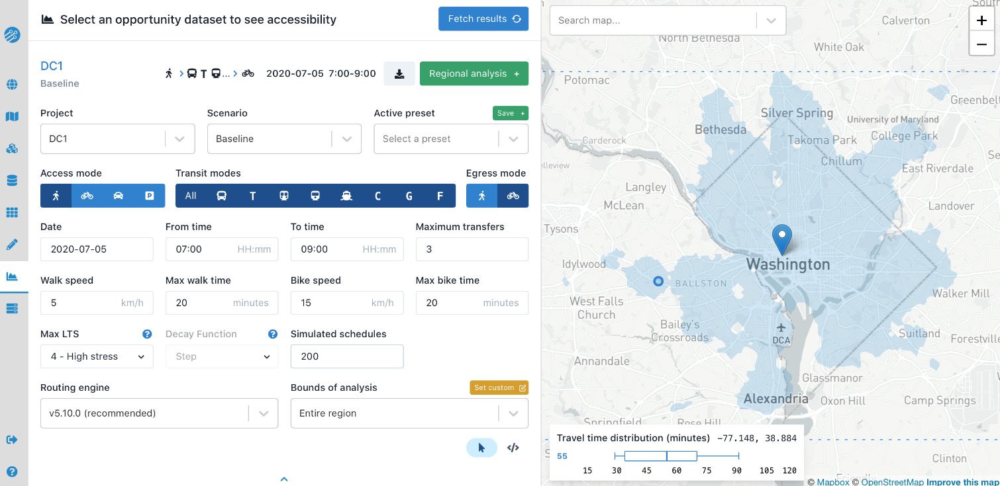 Select an opportunity dataset to see accessibility
Fetch results
DC1
Baseline
T
...
2020-07-05 7:00-9:00
Regional analysis +
Project
Scenario
Active preset
Save +
DC1
Baseline
Select a preset
Access mode
Transit modes
Egress mode
P
All
T
C
G
F
Date
From time
To time
Maximum transfers
2020-07-05
07:00 HH:mm
09:00 HH:mm
3
Walk speed
Max walk time
Bike speed
Max bike time
5 km/h
20 minutes
15 km/h
20 minutes
Max LTS ?
Decay Function ?
Simulated schedules
4 - High stress
Step
200
Routing engine
Bounds of analysis
Set custom
v5.10.0 (recommended)
Entire region
</>
?
Search map...
+
−
Calverton
North Bethesda
White Oak
Potomac
Greenbelt
Silver Spring
Bethesda
University of Maryland
Carderock
Takoma Park
College Park
elleview
Chillum
East Riverdale
Langley
McLean
Landover
Tysons
Idylwood
Washington
BALLSTON
Walker Mill
West Falls
Church
Bailey's
Crossroads
DCA
Suitland
Forestville
Annandale
Glassmanor
Alexandria
Oxon Hill
Camp Springs
Springfield
Rose Hill
Clinton
Friendly
Travel time distribution (minutes) -77.148, 38.884
55
15 30 45 60 75 90 105 120
© Mapbox © OpenStreetMap Improve this map